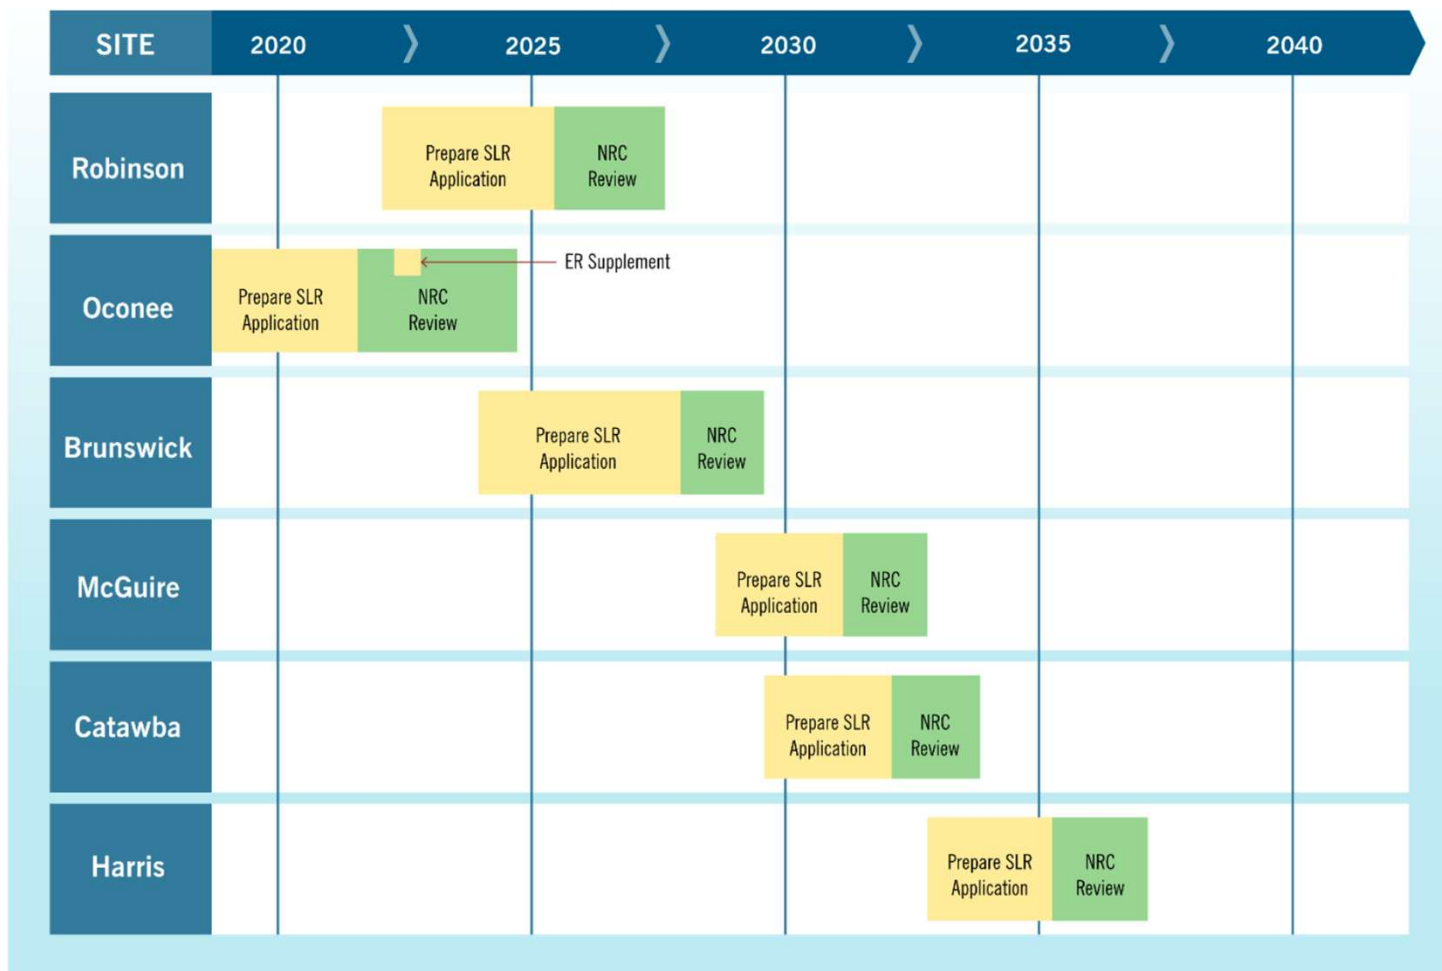 SITE 2020 2025 2030 2035 2040
Robinson
Prepare SLR
Application
NRC
Review
Oconee
Prepare SLR
Application
NRC
Review
ER Supplement
Brunswick
Prepare SLR
Application
NRC
Review
McGuire
Prepare SLR
Application
NRC
Review
Catawba
Prepare SLR
Application
NRC
Review
Harris
Prepare SLR
Application
NRC
Review